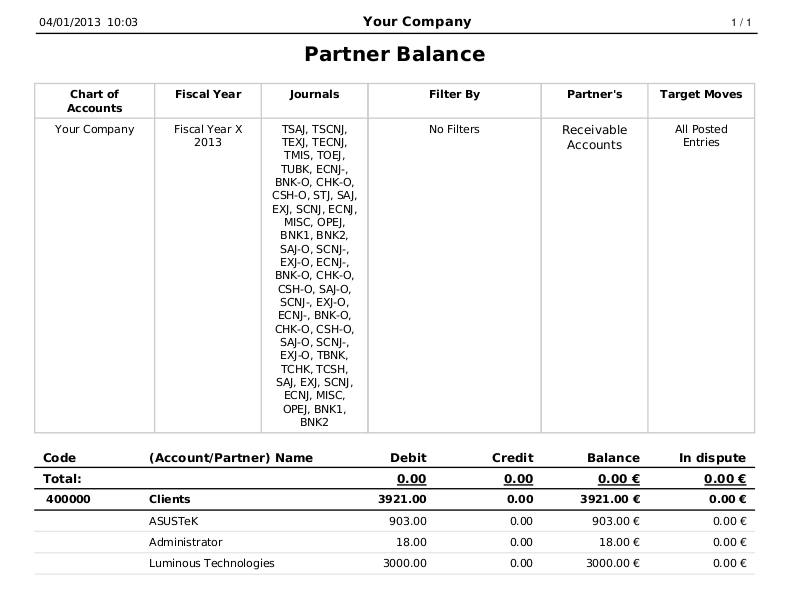 04/01/2013 10:03 Your Company 1 / 1
Partner Balance
Chart of Accounts Fiscal Year Journals Filter By Partner's Target Moves
Your Company Fiscal Year X 2013 TSAJ, TSCNJ, No Filters Receivable Accounts All Posted Entries
TEXJ, TECNJ,
TMIS, TOEJ,
TUBK, ECNJ-,
BNK-O, CHK-O,
CSH-O, STJ, SAJ,
EXJ, SCNJ, ECNJ,
MISC, OPEJ,
BNK1, BNK2,
SAJ-O, SCNJ-,
EXJ-O, ECNJ-,
BNK-O, CHK-O,
CSH-O, SAJ-O,
SCNJ-, EXJ-O,
ECNJ-, BNK-O,
CHK-O, CSH-O,
SAJ-O, SCNJ-,
EXJ-O, TBNK,
TCHK, TCSH,
SAJ, EXJ, SCNJ,
ECNJ, MISC,
OPEJ, BNK1,
BNK2
Code (Account/Partner) Name Debit Credit Balance In dispute
Total: 0.00 0.00 0.00 € 0.00 €
400000 Clients 3921.00 0.00 3921.00 € 0.00 €
ASUSTeK 903.00 0.00 903.00 € 0.00 €
Administrator 18.00 0.00 18.00 € 0.00 €
Luminous Technologies 3000.00 0.00 3000.00 € 0.00 €